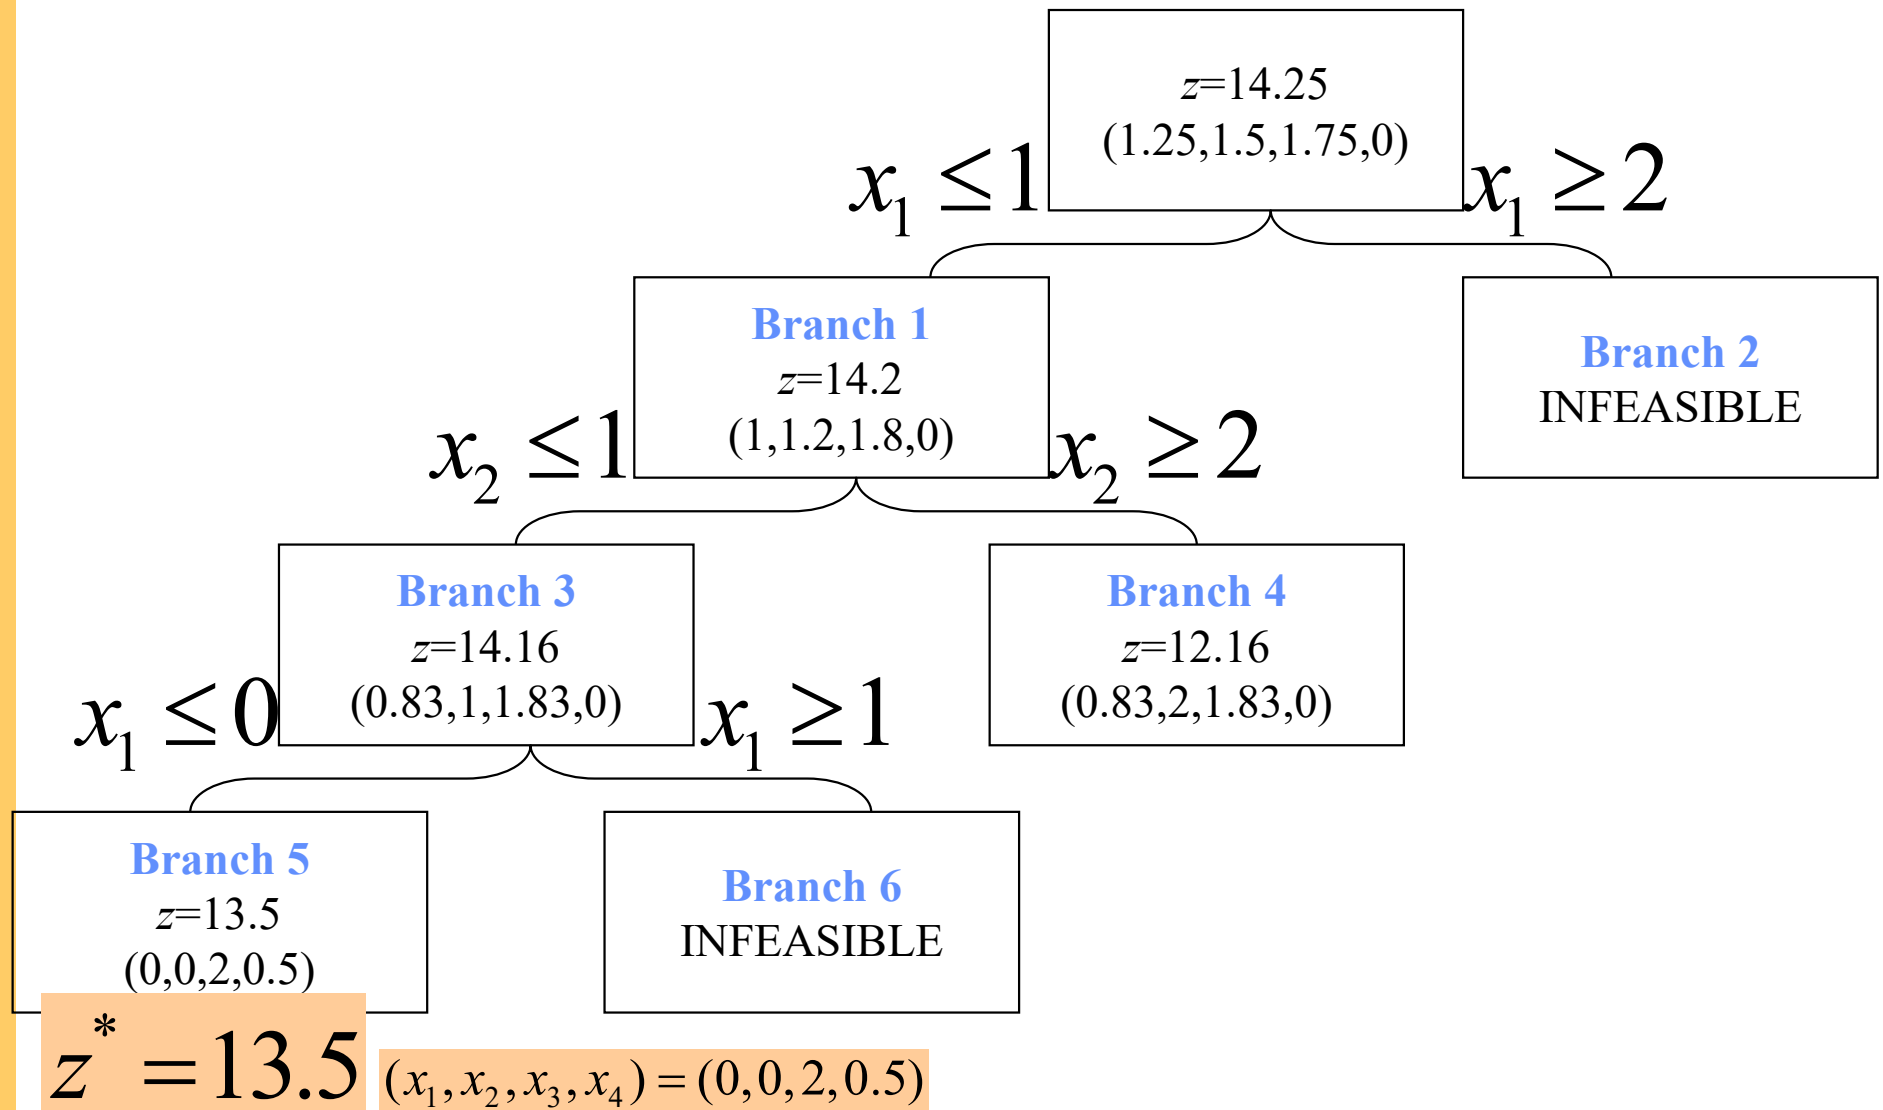 z=14.25
(1.25,1.5,1.75,0)
x₁ ≤ 1
x₁ ≥ 2
Branch 1
z=14.2
(1,1.2,1.8,0)
Branch 2
INFEASIBLE
x₂ ≤ 1
x₂ ≥ 2
Branch 3
z=14.16
(0.83,1,1.83,0)
Branch 4
z=12.16
(0.83,2,1.83,0)
x₁ ≤ 0
x₁ ≥ 1
Branch 5
z=13.5
(0,0,2,0.5)
Branch 6
INFEASIBLE
z* = 13.5
(x₁, x₂, x₃, x₄) = (0, 0, 2, 0.5)